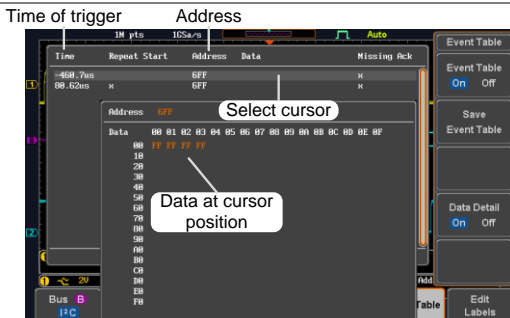 Time of trigger Address
1M pts 1GSa/s Auto
Event Table
Time Repeat Start Address Data Missing Ack
-460.7us 6FF x
80.62us x 6FF x
Event Table
On Off
Select cursor
Address 6FF
Save
Event Table
Data 00 01 02 03 04 05 06 07 08 09 0A 0B 0C 0D 0E 0F
00 FF FF FF FF
10
20
30
40
50
60
70
80
90
A0
B0
C0
D0
E0
F0
Data at cursor
position
Data Detail
On Off
1 2V
Bus B
I²C
Table
Edit
Labels